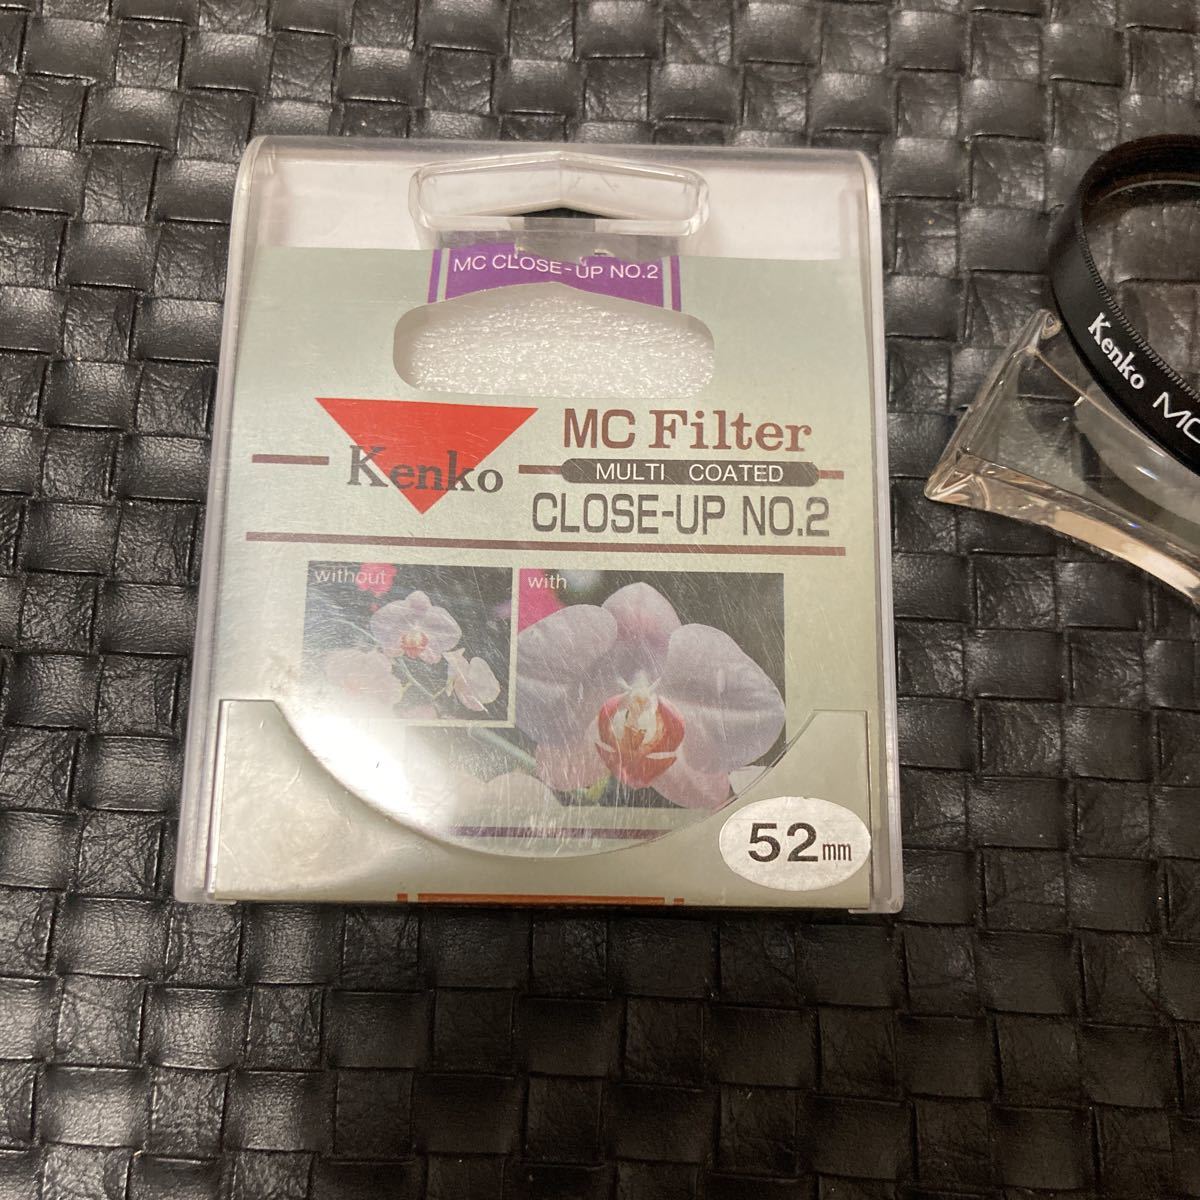 MC CLOSE-UP NO.2
Kenko
MC Filter
MULTI COATED
CLOSE-UP NO.2
without
with
52mm
Kenko MC